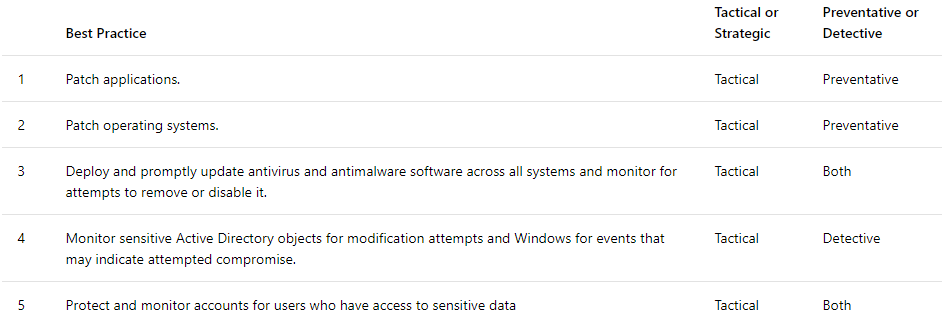 Best Practice Tactical or Strategic Preventative or Detective
1 Patch applications. Tactical Preventative
2 Patch operating systems. Tactical Preventative
3 Deploy and promptly update antivirus and antimalware software across all systems and monitor for Tactical Both
attempts to remove or disable it.
4 Monitor sensitive Active Directory objects for modification attempts and Windows for events that Tactical Detective
may indicate attempted compromise.
5 Protect and monitor accounts for users who have access to sensitive data Tactical Both